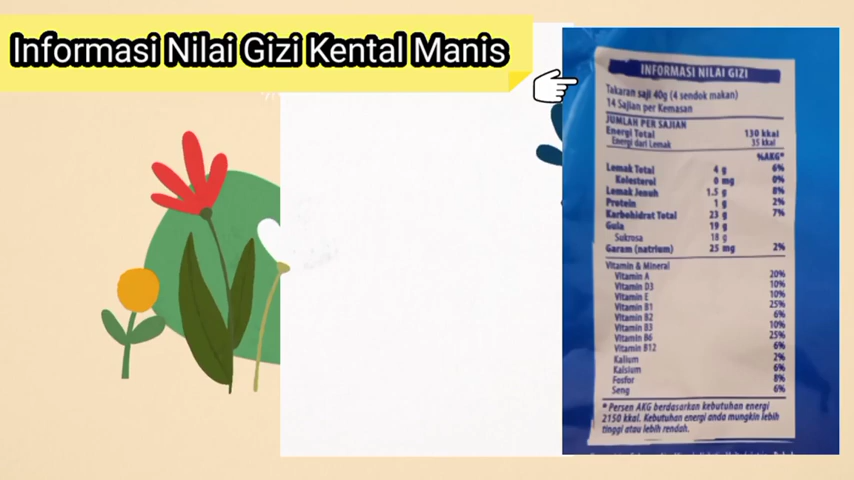 Informasi Nilai Gizi Kental Manis
INFORMASI NILAI GIZI
Takaran saji 40g (4 sendok makan)
14 Sajian per Kemasan
JUMLAH PER SAJIAN
Energi Total 130 kkal
Energi dari Lemak 35 kkal
%AKG*
Lemak Total 4 g 6%
Kolesterol 0 mg 0%
Lemak Jenuh 1.5 g 8%
Protein 1 g 2%
Karbohidrat Total 23 g 7%
Gula 19 g
Sukrosa 18 g
Garam (natrium) 25 mg 2%
Vitamin & Mineral
Vitamin A 20%
Vitamin D3 10%
Vitamin E 10%
Vitamin B1 25%
Vitamin B2 6%
Vitamin B3 10%
Vitamin B6 25%
Vitamin B12 6%
Kalium 2%
Kalsium 6%
Fosfor 8%
Seng 6%
* Persen AKG berdasarkan kebutuhan energi
2150 kkal. Kebutuhan energi anda mungkin lebih
tinggi atau lebih rendah.